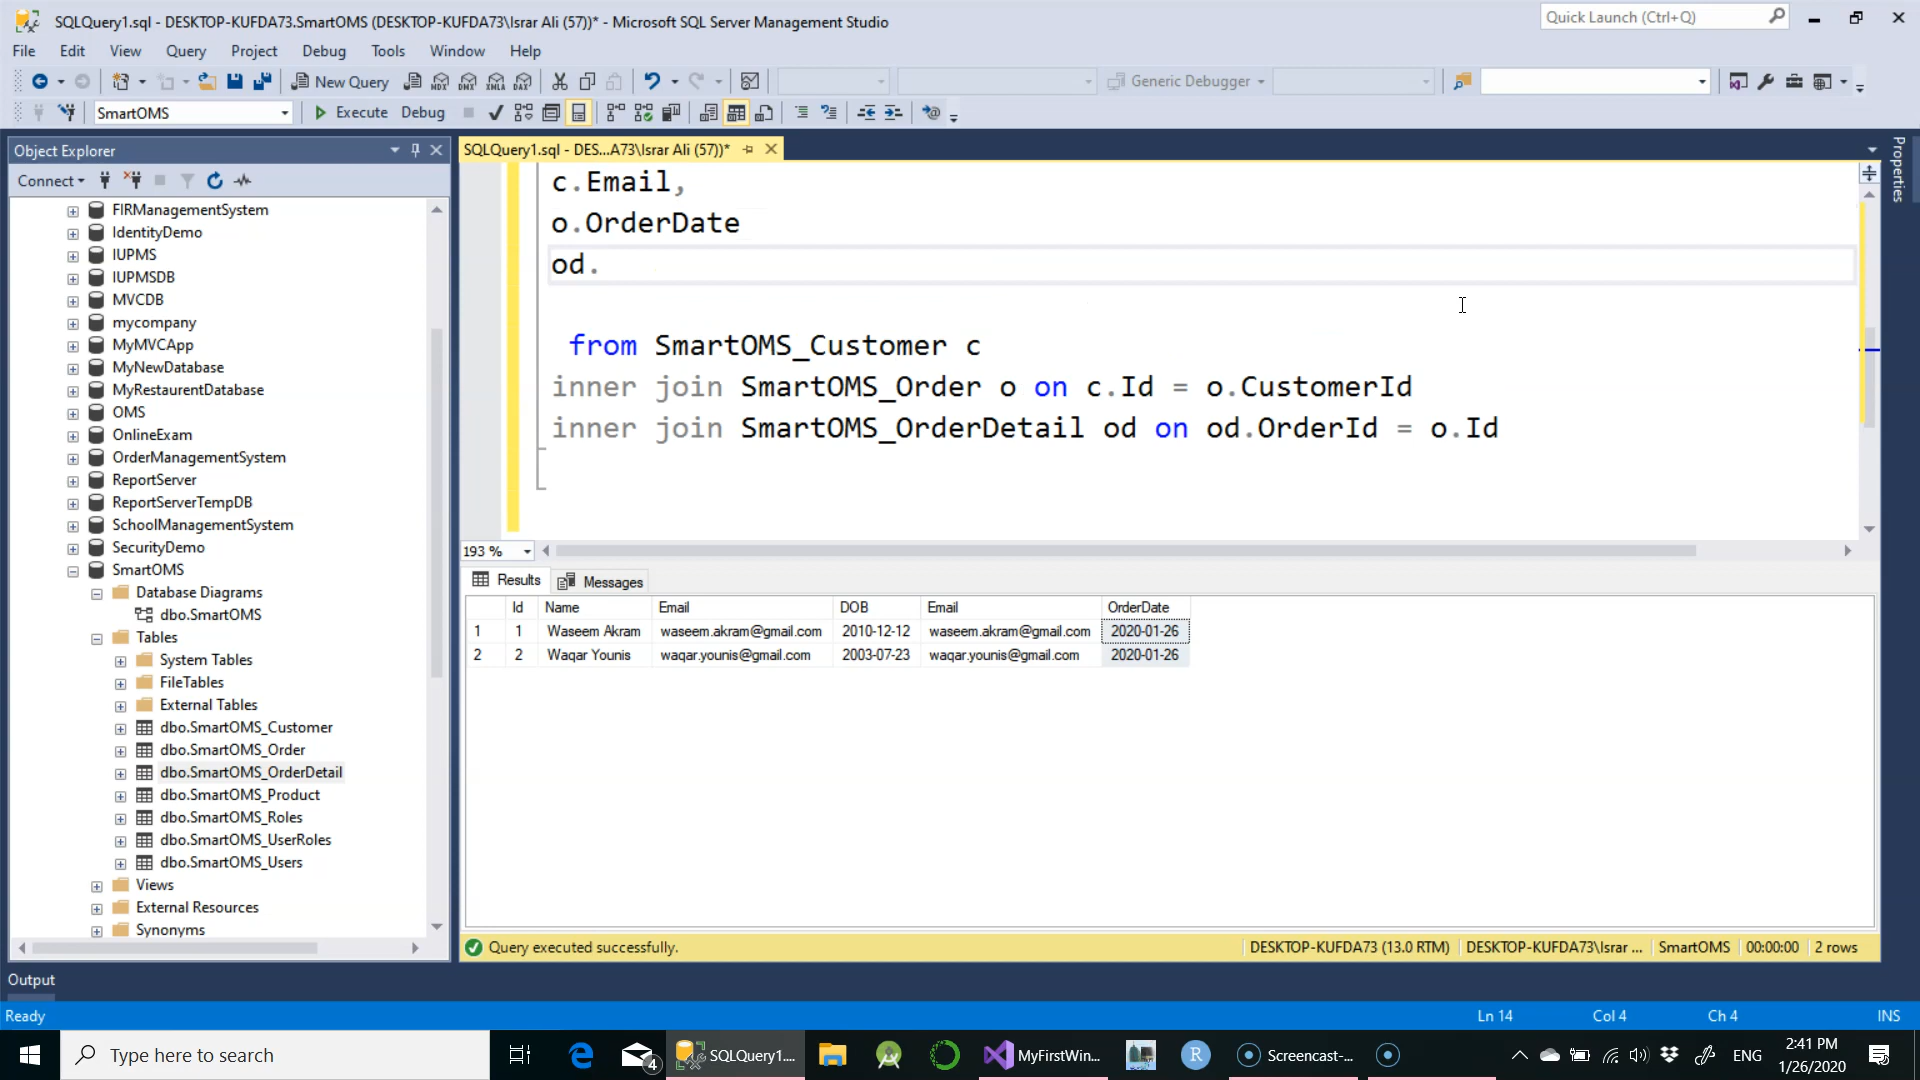 SQLQuery1.sql - DESKTOP-KUFDA73.SmartOMS (DESKTOP-KUFDA73\Israr Ali (57))* - Microsoft SQL Server Management Studio
Quick Launch (Ctrl+Q)
File Edit View Query Project Debug Tools Window Help
New Query
MDX DMX XMLA DAX
Generic Debugger
SmartOMS
Execute Debug
Object Explorer
SQLQuery1.sql - DES...A73\Israr Ali (57))*
Properties
Connect
FIRManagementSystem
IdentityDemo
IUPMS
IUPMSDB
MVCDB
mycompany
MyMVCApp
MyNewDatabase
MyRestaurentDatabase
OMS
OnlineExam
OrderManagementSystem
ReportServer
ReportServerTempDB
SchoolManagementSystem
SecurityDemo
SmartOMS
Database Diagrams
dbo.SmartOMS
Tables
System Tables
FileTables
External Tables
dbo.SmartOMS_Customer
dbo.SmartOMS_Order
dbo.SmartOMS_OrderDetail
dbo.SmartOMS_Product
dbo.SmartOMS_Roles
dbo.SmartOMS_UserRoles
dbo.SmartOMS_Users
Views
External Resources
Synonyms
c.Email,
o.OrderDate
od.
from SmartOMS_Customer c
inner join SmartOMS_Order o on c.Id = o.CustomerId
inner join SmartOMS_OrderDetail od on od.OrderId = o.Id
193 %
Results Messages
Id Name Email DOB Email OrderDate
1 1 Waseem Akram waseem.akram@gmail.com 2010-12-12 waseem.akram@gmail.com 2020-01-26
2 2 Waqar Younis waqar.younis@gmail.com 2003-07-23 waqar.younis@gmail.com 2020-01-26
Query executed successfully.
DESKTOP-KUFDA73 (13.0 RTM) DESKTOP-KUFDA73\Israr ... SmartOMS 00:00:00 2 rows
Output
Ready
Ln 14 Col 4 Ch 4 INS
Type here to search
4
SQLQuery1....
MyFirstWin...
R
Screencast-...
ENG
2:41 PM
1/26/2020